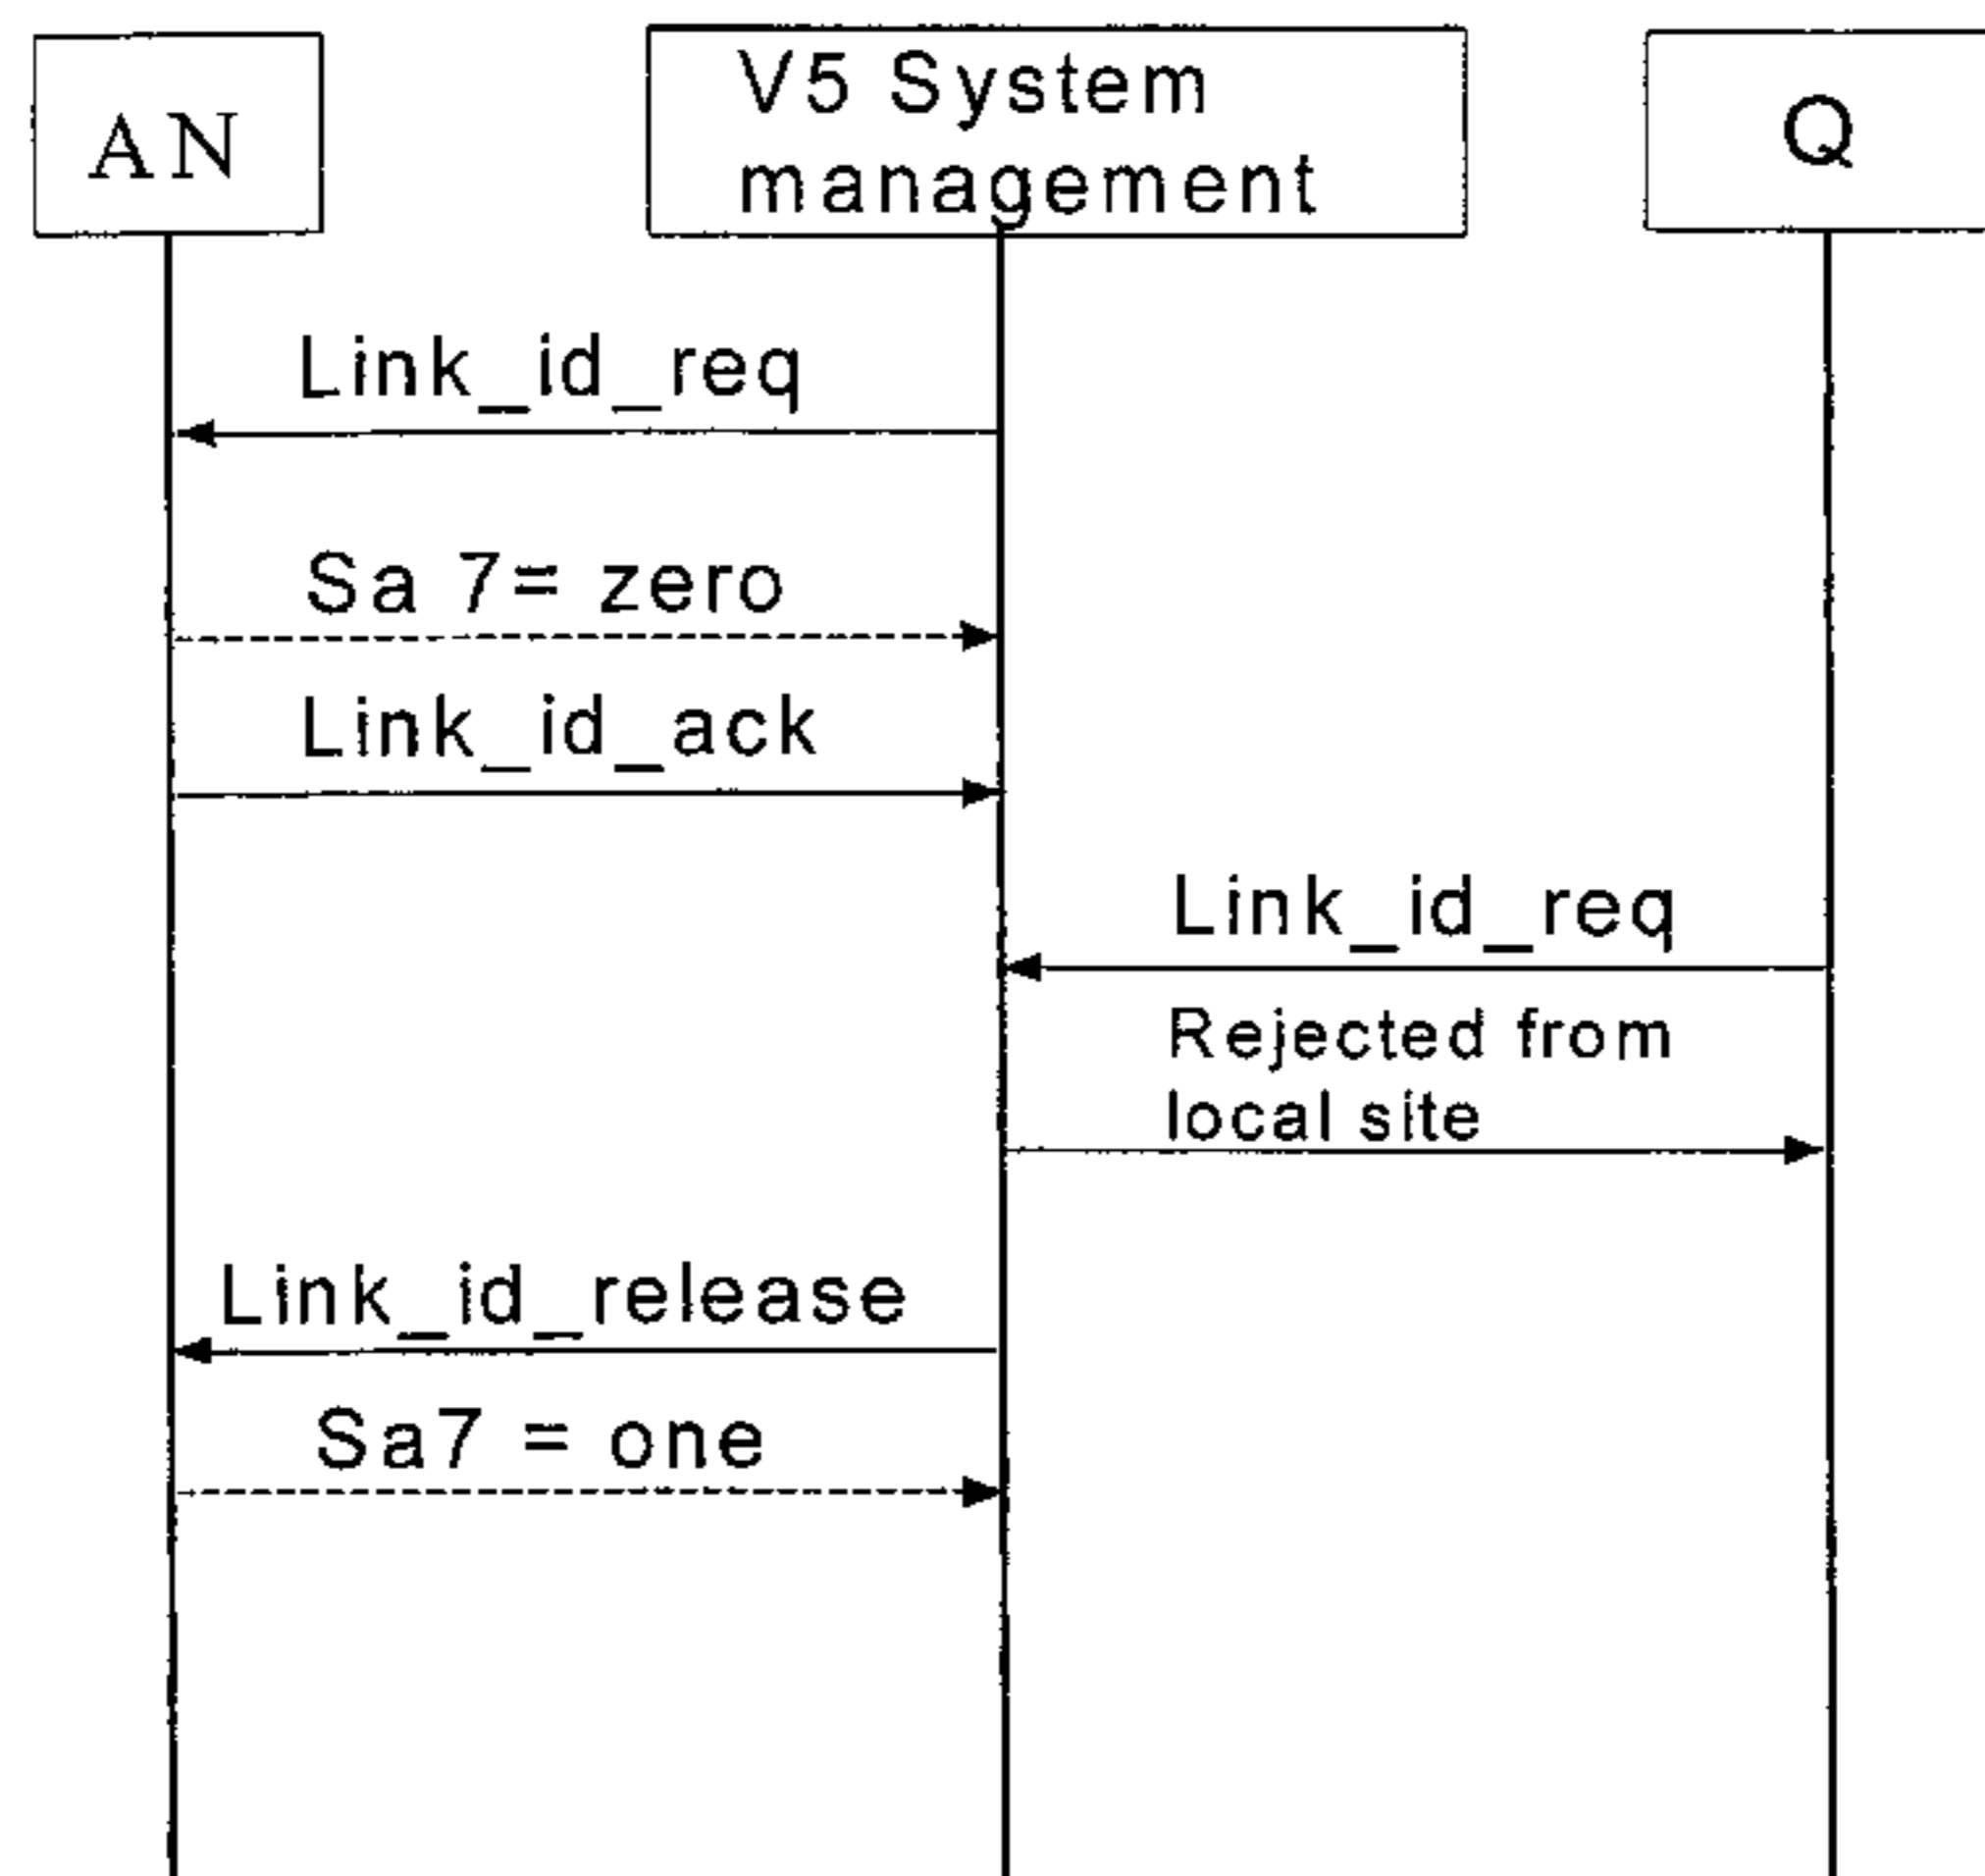 AN
V5 System
management
Q
Link_id_req
Sa 7= zero
Link_id_ack
Link_id_req
Rejected from
local site
Link_id_release
Sa7 = one